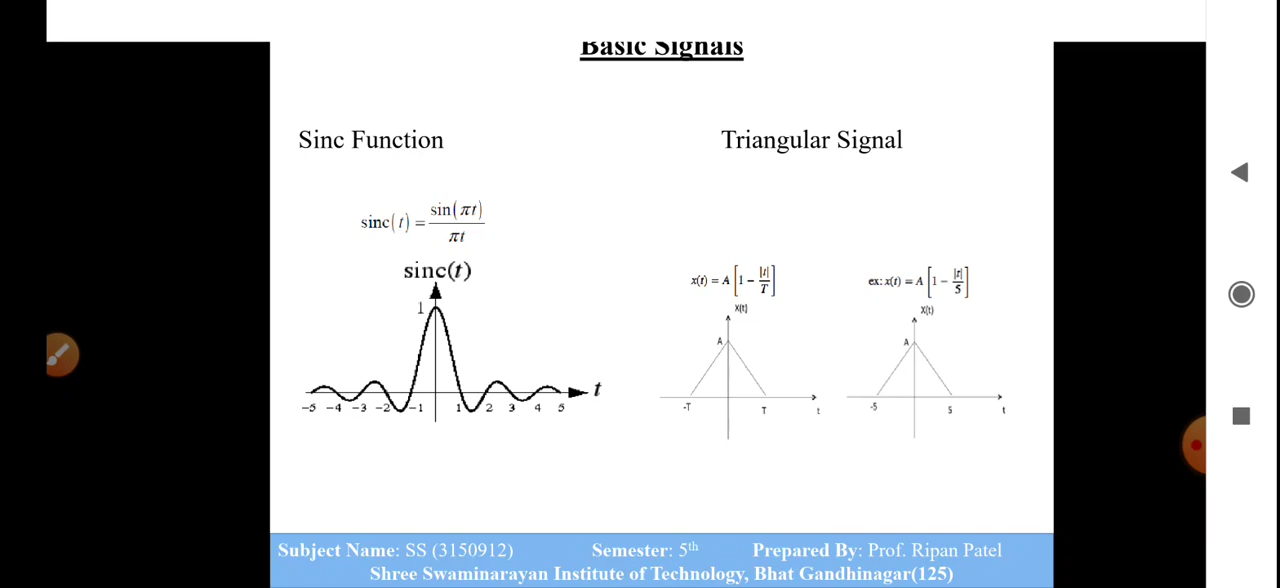 Basic Signals
Sinc Function
Triangular Signal
sinc(t) = sin(πt) / πt
sinc(t)
1
t
-5 -4 -3 -2 -1 1 2 3 4 5
x(t) = A [1 - |t|/T]
X(t)
A
-T T t
ex: x(t) = A [1 - |t|/5]
X(t)
A
-5 5 t
Subject Name: SS (3150912) Semester: 5th Prepared By: Prof. Ripan Patel
Shree Swaminarayan Institute of Technology, Bhat Gandhinagar(125)